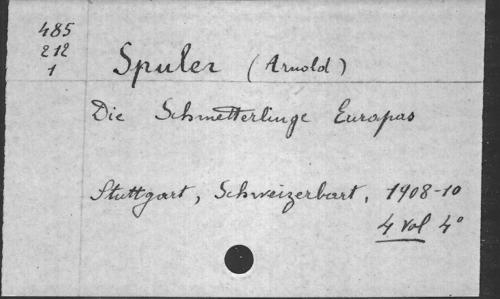 485
212
1
Spuler (Arnold)
Die Schmetterlinge Europas
Stuttgart, Schweizerbart, 1908-10
4 Vol 4°